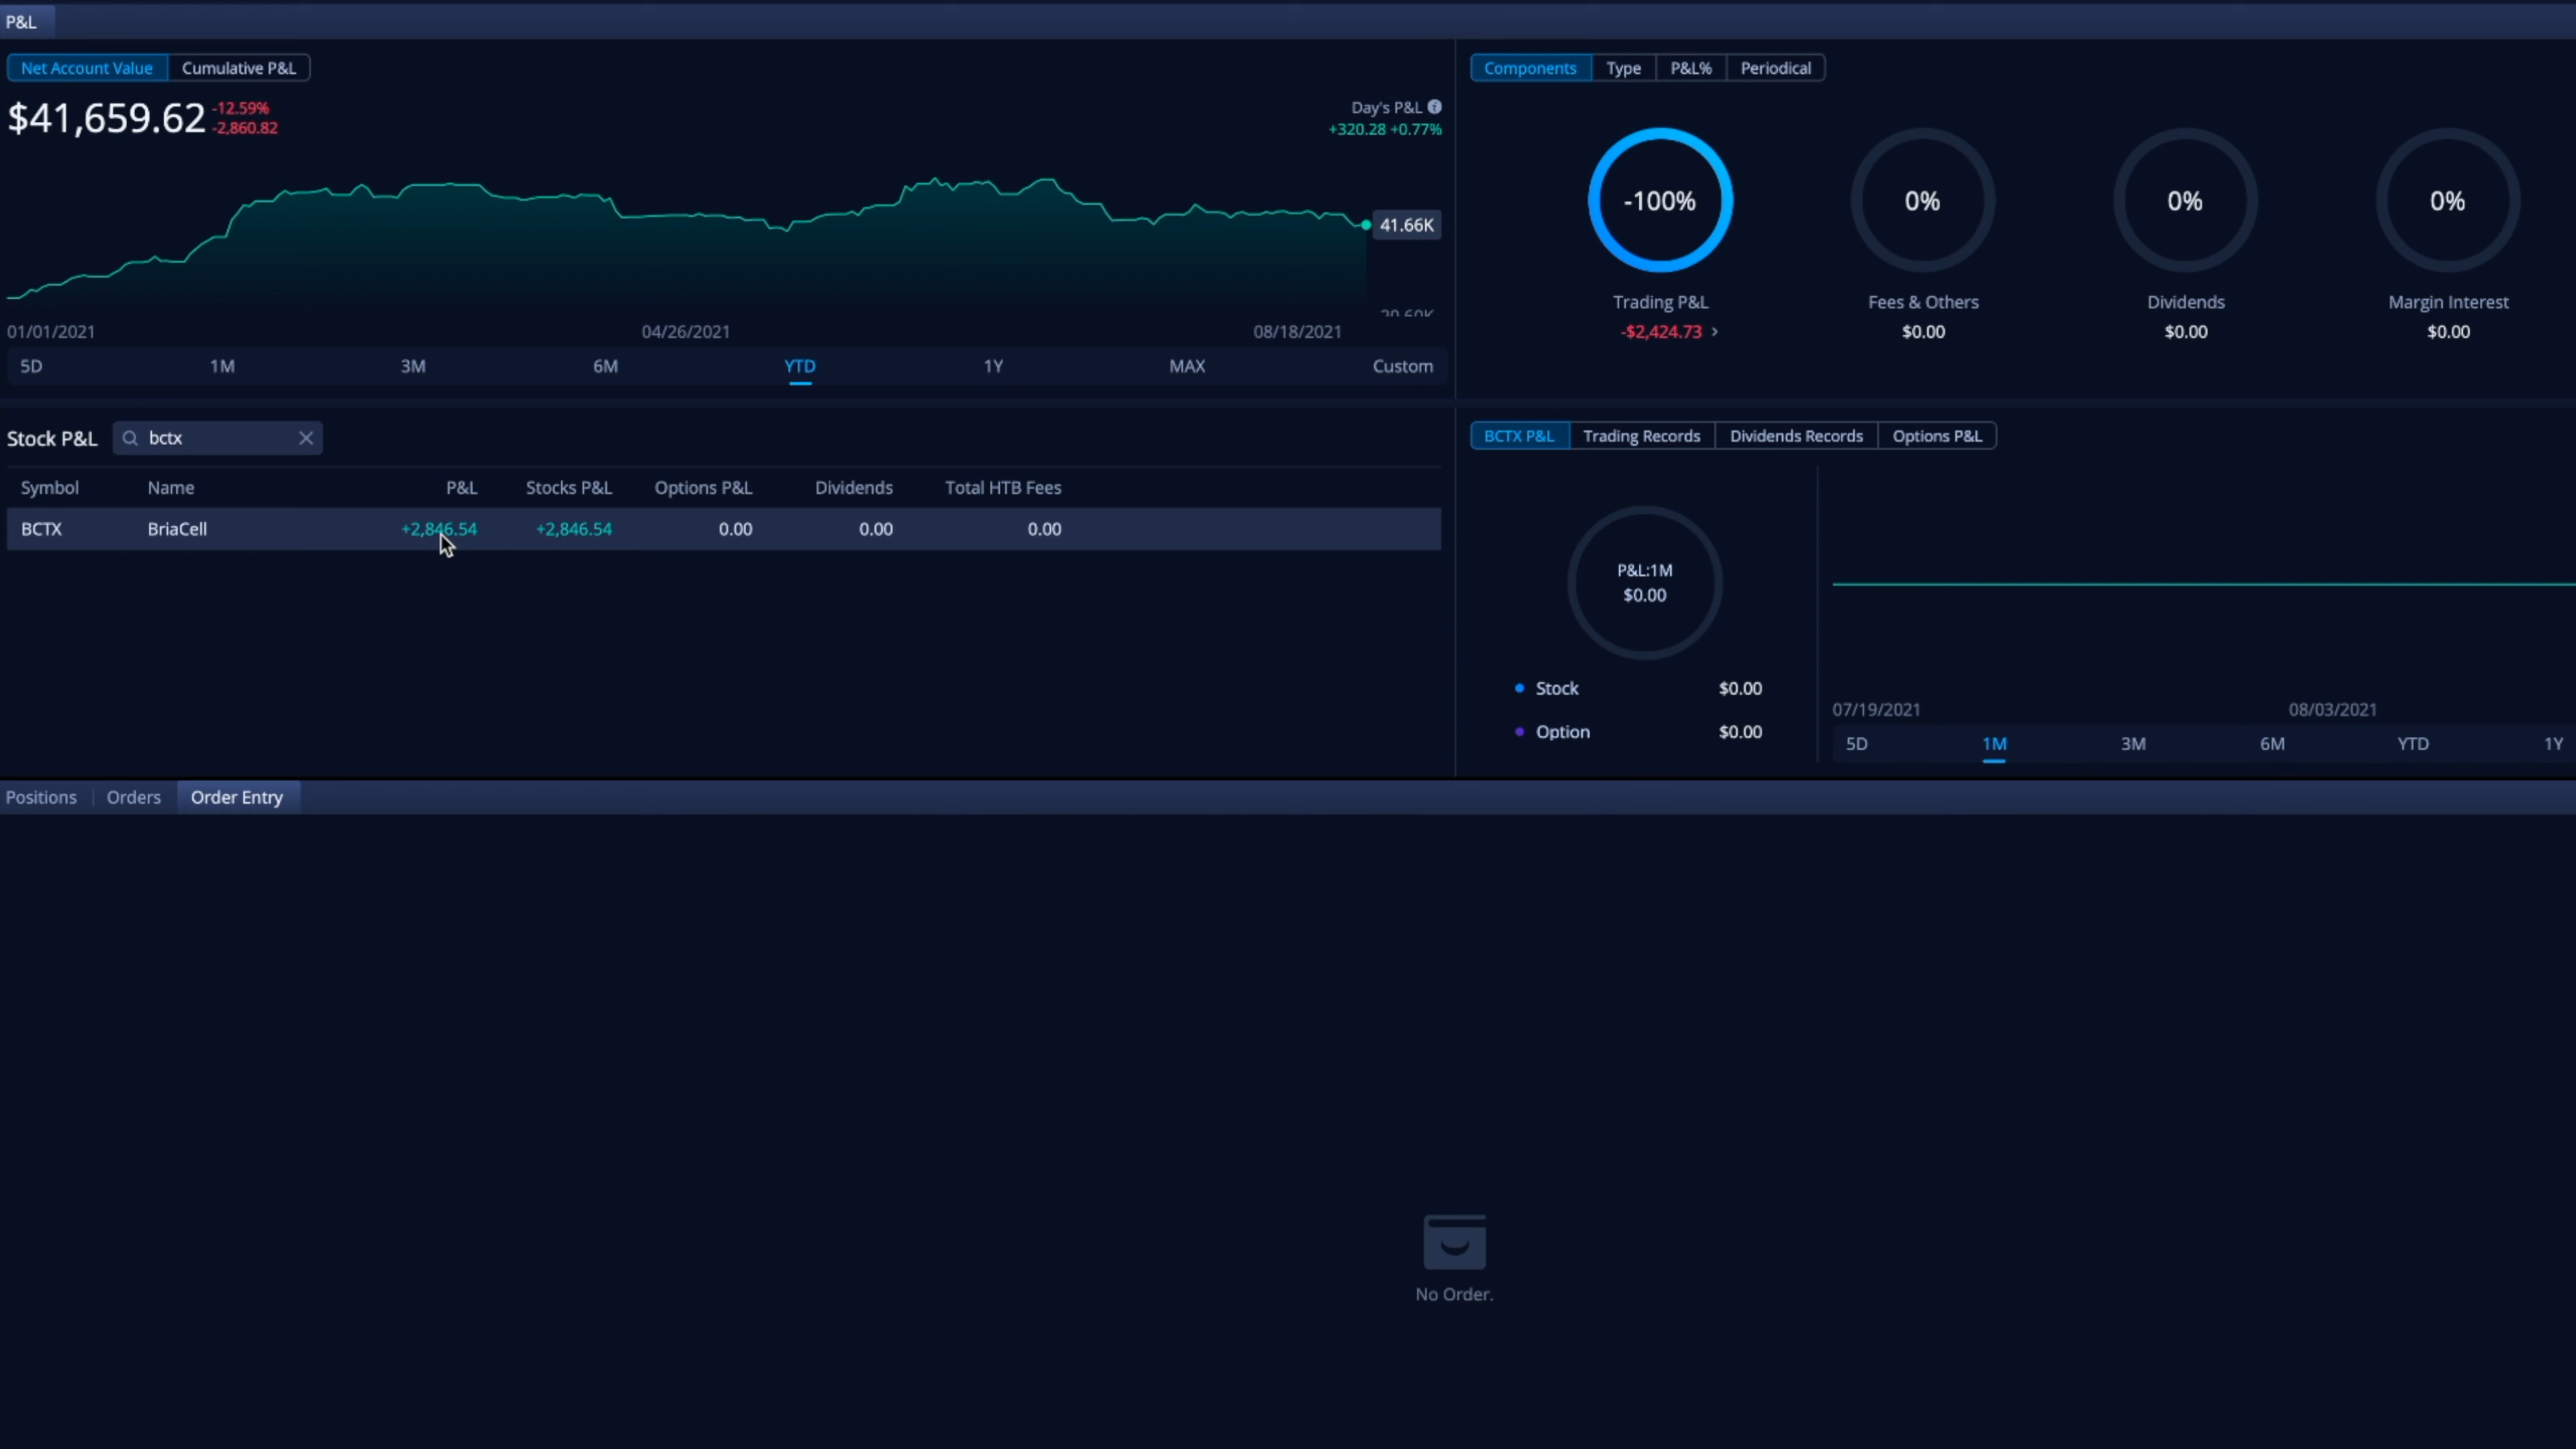 P&L
Net Account Value Cumulative P&L
$41,659.62 -12.59%
-2,860.82
Day's P&L
+320.28 +0.77%
41.66K
01/01/2021 04/26/2021 08/18/2021
5D 1M 3M 6M YTD 1Y MAX Custom
Components Type P&L% Periodical
-100% 0% 0% 0%
Trading P&L Fees & Others Dividends Margin Interest
-$2,424.73 > $0.00 $0.00 $0.00
Stock P&L bctx
Symbol Name P&L Stocks P&L Options P&L Dividends Total HTB Fees
BCTX BriaCell +2,846.54 +2,846.54 0.00 0.00 0.00
BCTX P&L Trading Records Dividends Records Options P&L
P&L:1M
$0.00
Stock $0.00
Option $0.00
07/19/2021 08/03/2021
5D 1M 3M 6M YTD 1Y
Positions Orders Order Entry
No Order.